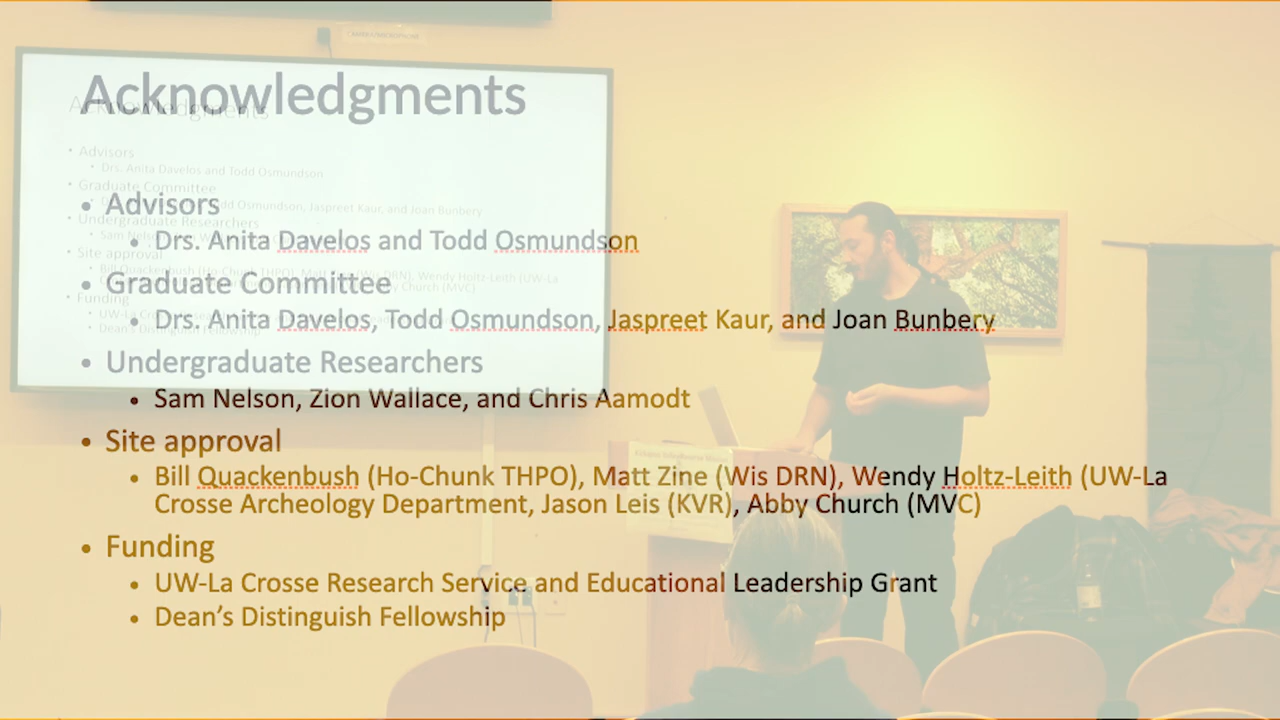 Acknowledgments
• Advisors
• Drs. Anita Davelos and Todd Osmundson
• Graduate Committee
• Drs. Anita Davelos, Todd Osmundson, Jaspreet Kaur, and Joan Bunbery
• Undergraduate Researchers
• Sam Nelson, Zion Wallace, and Chris Aamodt
• Site approval
• Bill Quackenbush (Ho-Chunk THPO), Matt Zine (Wis DRN), Wendy Holtz-Leith (UW-La
Crosse Archeology Department, Jason Leis (KVR), Abby Church (MVC)
• Funding
• UW-La Crosse Research Service and Educational Leadership Grant
• Dean’s Distinguish Fellowship